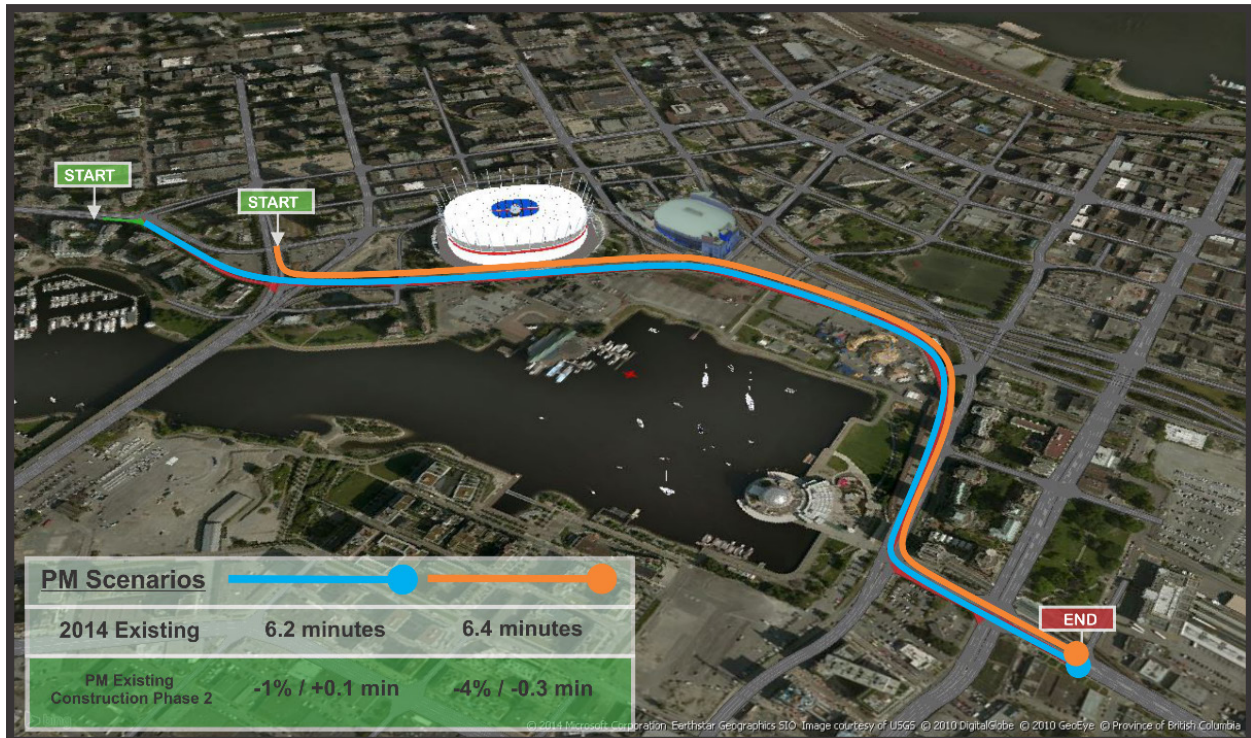 START
START
END
PM Scenarios
2014 Existing 6.2 minutes 6.4 minutes
PM Existing
Construction Phase 2 -1% / +0.1 min -4% / -0.3 min
© 2014 Microsoft Corporation Earthstar Geographics SIO Image courtesy of USGS © 2010 DigitalGlobe © 2010 GeoEye © Province of British Columbia